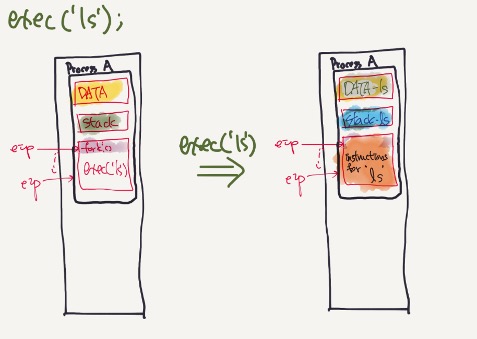 exec('ls');
Process A
DATA
stack
fork()
exec('ls')
eip
eip
exec('ls')
Process A
DATA-ls
stack-ls
instructions
for 'ls'
eip
eip